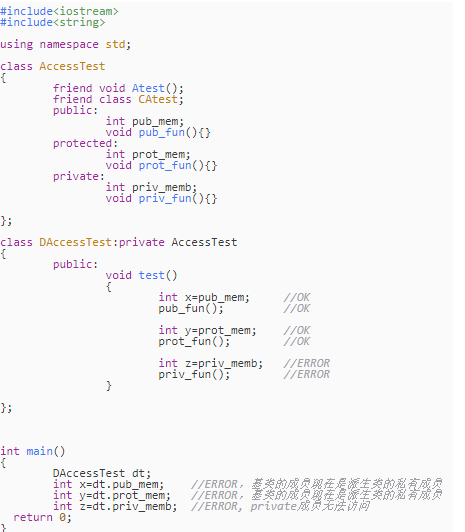 #include<iostream>
#include<string>
using namespace std;
class AccessTest
{
friend void Atest();
friend class CAtest;
public:
int pub_mem;
void pub_fun(){}
protected:
int prot_mem;
void prot_fun(){}
private:
int priv_memb;
void priv_fun(){}
};
class DAccessTest:private AccessTest
{
public:
void test()
{
int x=pub_mem; //OK
pub_fun(); //OK
int y=prot_mem; //OK
prot_fun(); //OK
int z=priv_memb; //ERROR
priv_fun(); //ERROR
}
};
int main()
{
DAccessTest dt;
int x=dt.pub_mem; //ERROR，基类的成员现在是派生类的私有成员
int y=dt.prot_mem; //ERROR，基类的成员现在是派生类的私有成员
int z=dt.priv_memb; //ERROR, private成员无法访问
return 0;
}